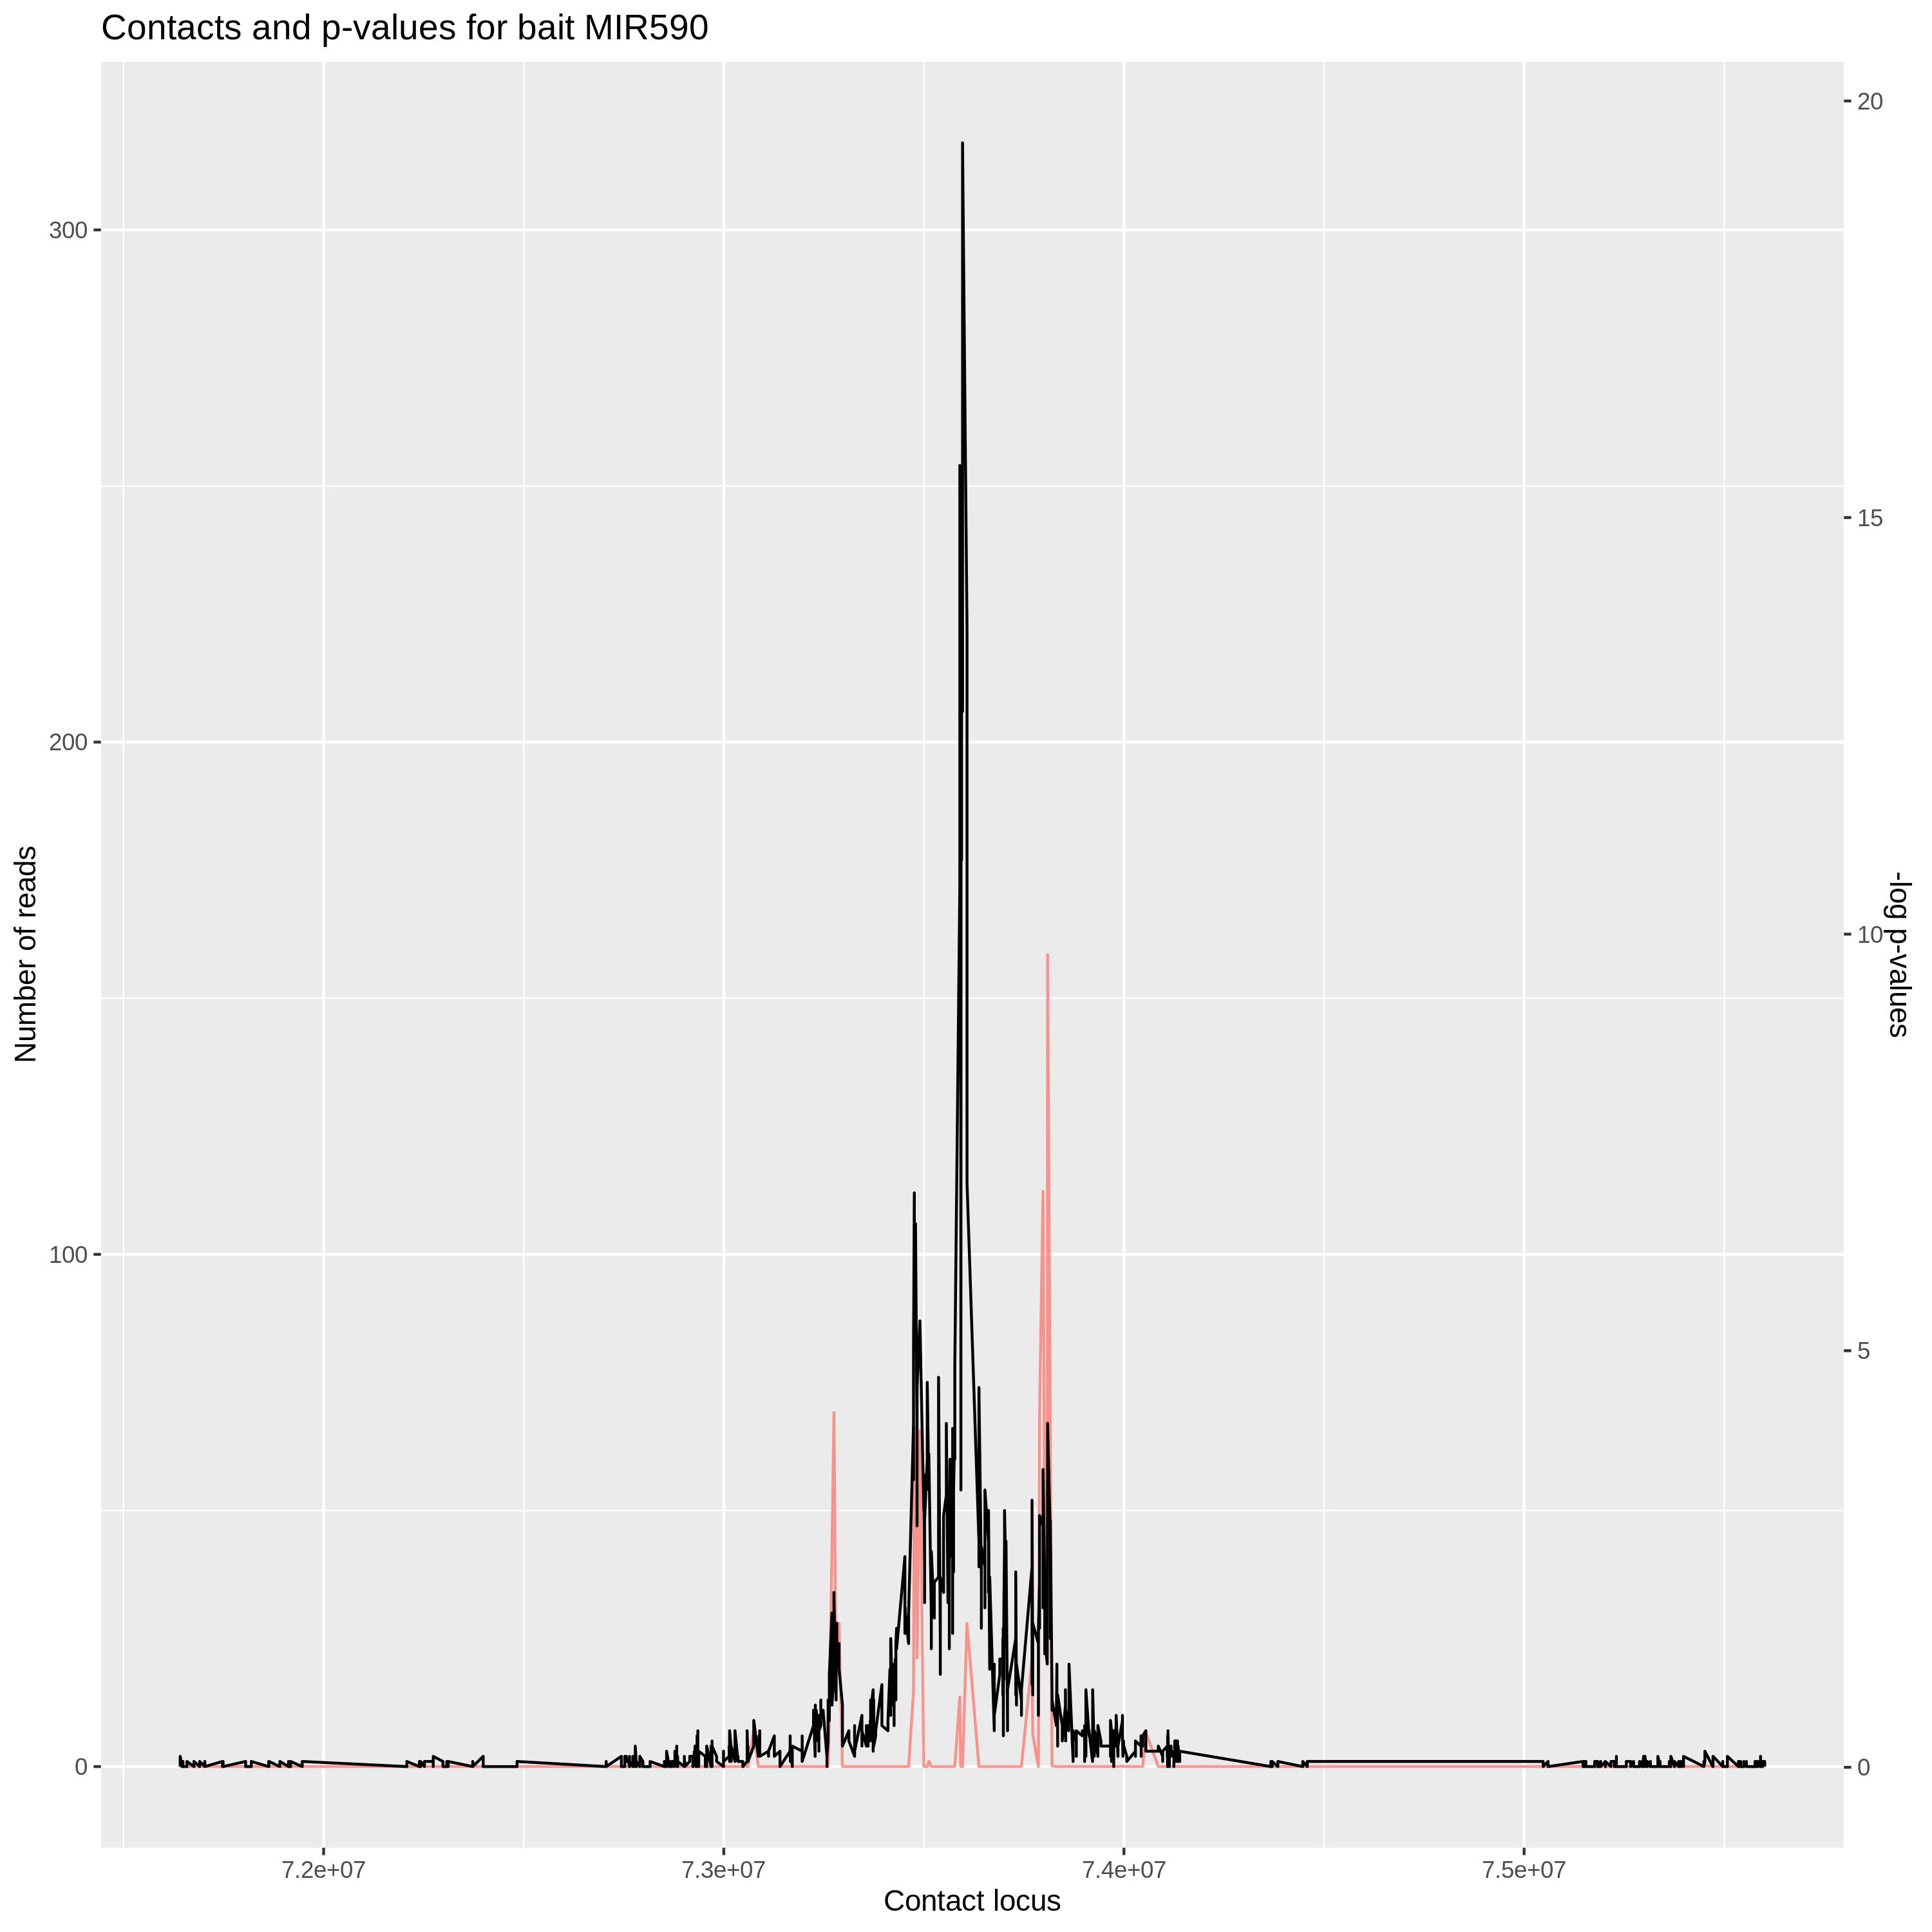 Contacts and p-values for bait MIR590
Number of reads
300
200
100
0
20
15
10
5
0
-log p-values
7.2e+07 7.3e+07 7.4e+07 7.5e+07
Contact locus